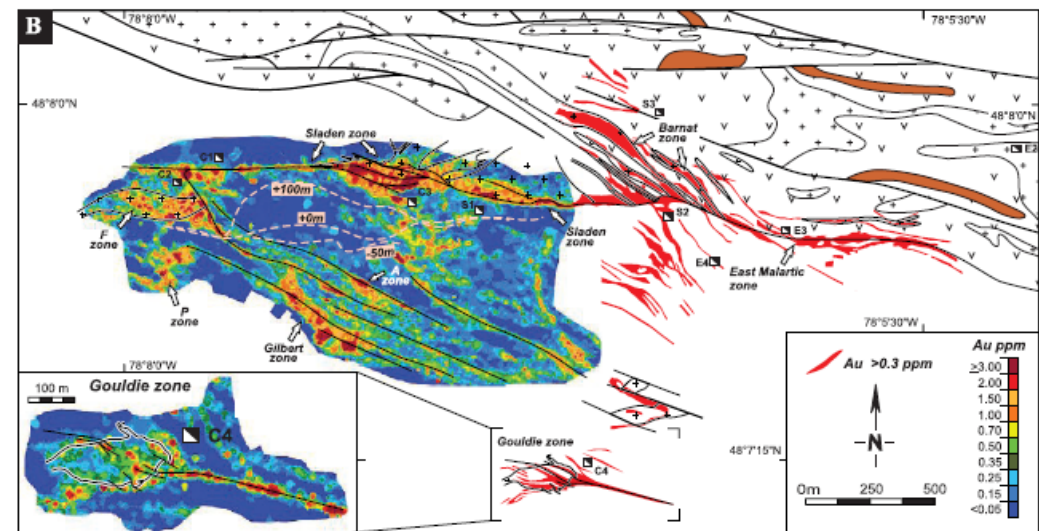 B
78°8'0"W
78°5'30"W
48°8'0"N
48°8'0"N
Sladen zone
S3
Barnat
zone
E2
C1
C2
C3
+100m
+0m
-50m
S1
S2
F
zone
Sladen
zone
E3
A
zone
E4
East Malartic
zone
P
zone
Gilbert
zone
78°5'30"W
78°8'0"W
Gouldie zone
100 m
C4
Gouldie zone
C4
48°7'15"N
Au >0.3 ppm
Au ppm
≥3.00
2.00
1.50
1.00
0.70
0.50
0.35
0.25
0.15
<0.05
N
0m 250 500